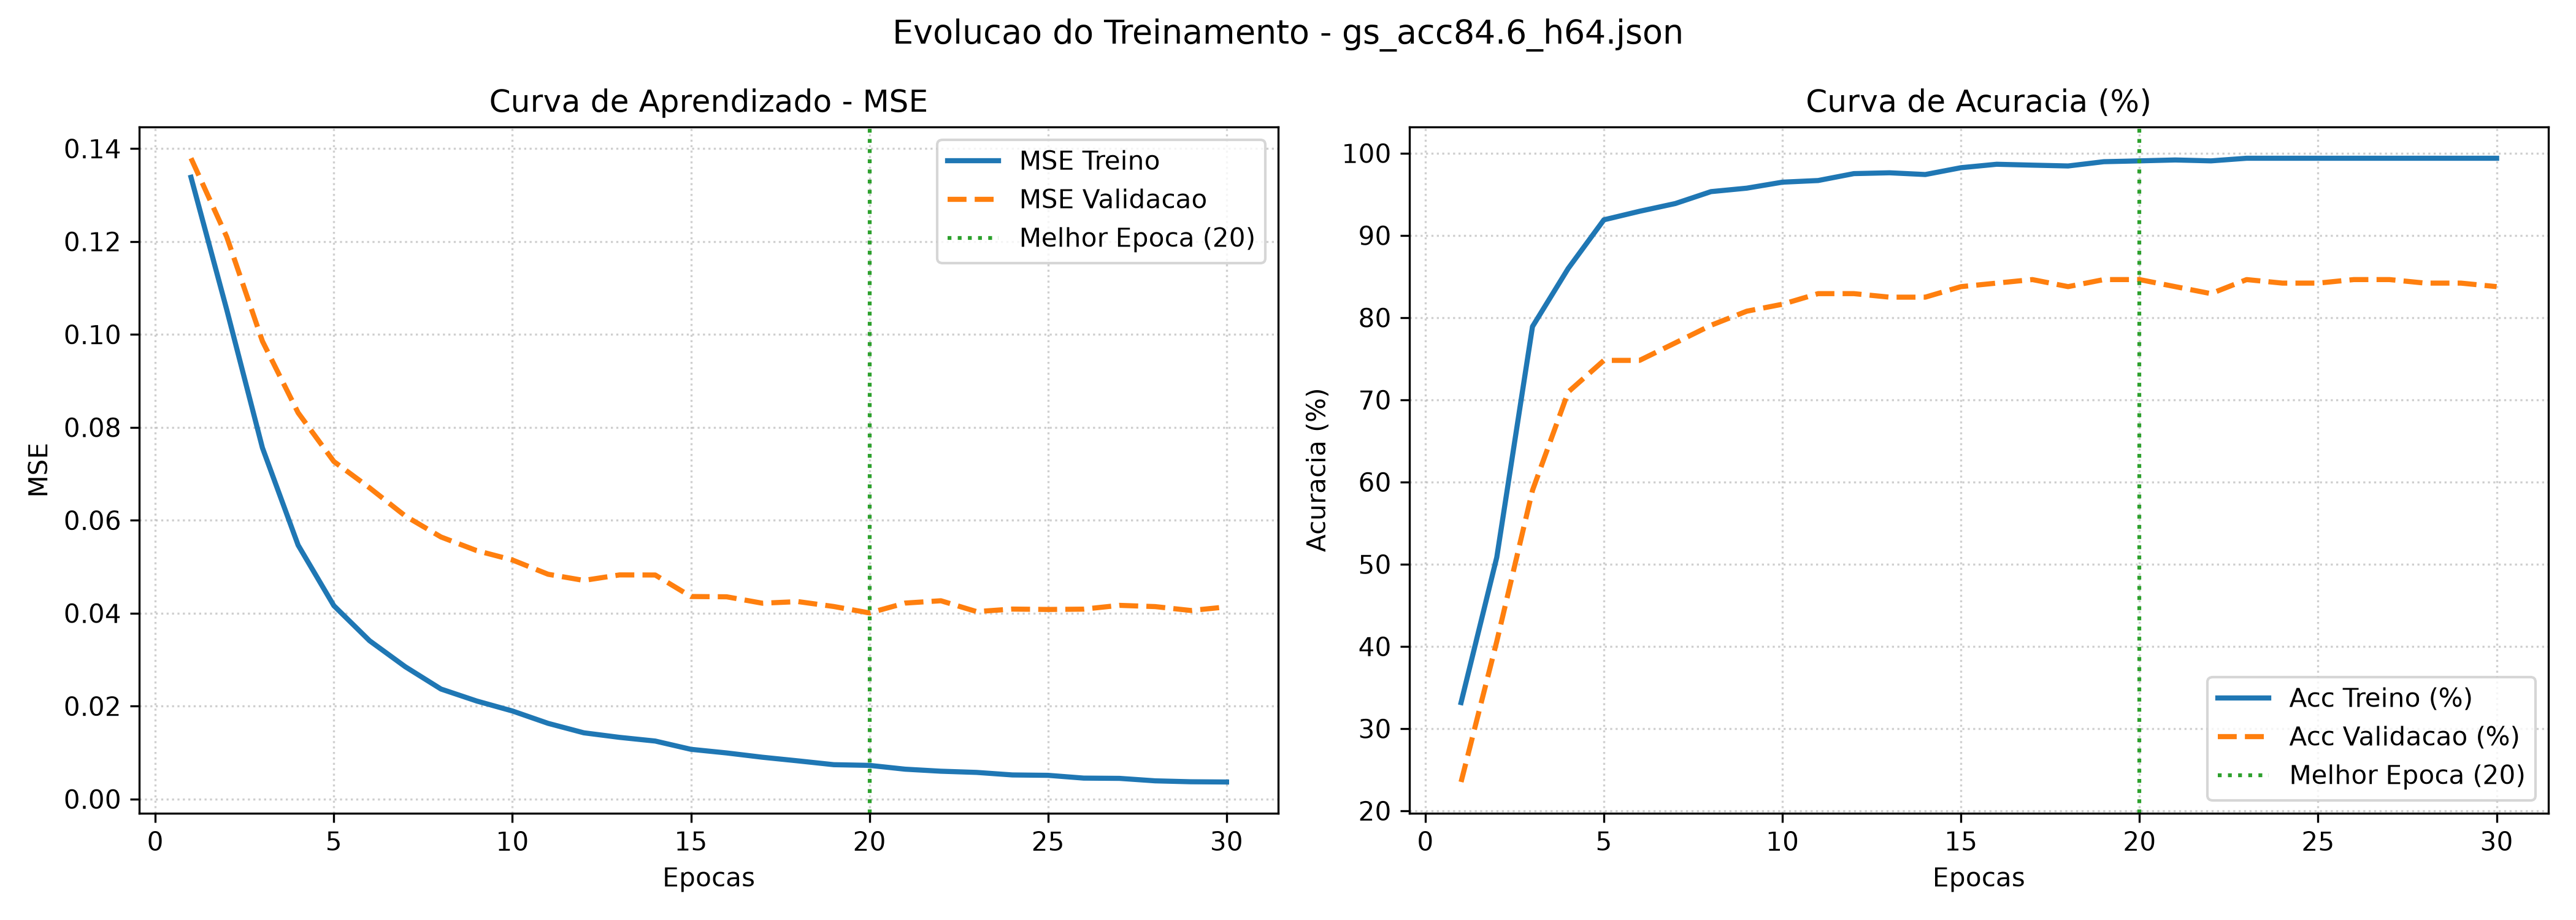 Evolucao do Treinamento - gs_acc84.6_h64.json
Curva de Aprendizado - MSE
MSE
0.14
0.12
0.10
0.08
0.06
0.04
0.02
0.00
MSE Treino
MSE Validacao
Melhor Epoca (20)
0 5 10 15 20 25 30
Epocas
Curva de Acuracia (%)
Acuracia (%)
100
90
80
70
60
50
40
30
20
Acc Treino (%)
Acc Validacao (%)
Melhor Epoca (20)
0 5 10 15 20 25 30
Epocas